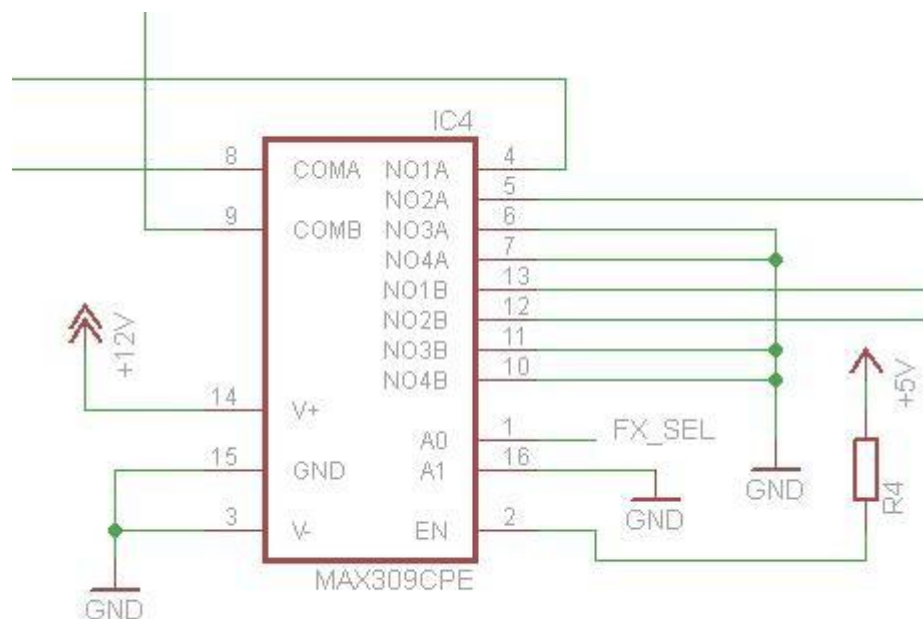 IC4
8 COMA NO1A 4
NO2A 5
9 COMB NO3A 6
NO4A 7
NO1B 13
NO2B 12
NO3B 11
NO4B 10
+12V
+5V
14 V+
A0 1 FX_SEL
15 GND A1 16
GND
GND
R4
3 V- EN 2
MAX309CPE
GND